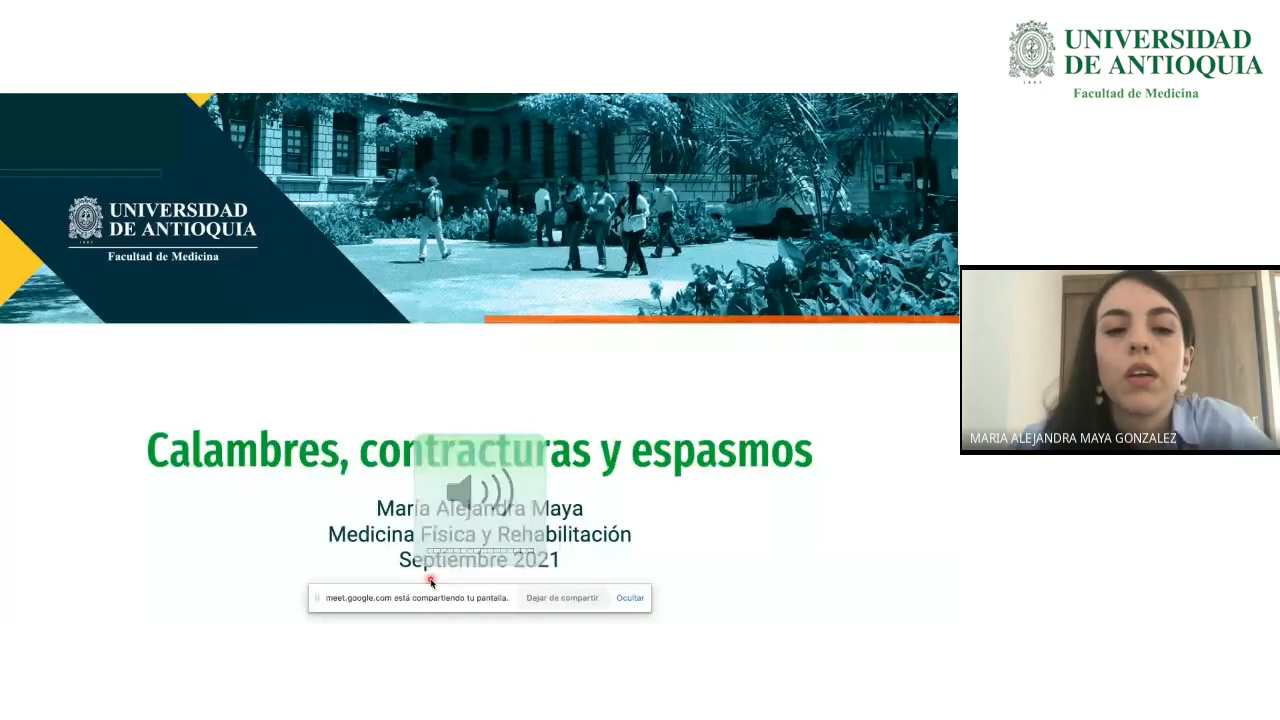 UNIVERSIDAD
DE ANTIOQUIA
1803
Facultad de Medicina
UNIVERSIDAD
DE ANTIOQUIA
1803
Facultad de Medicina
Calambres, contracturas y espasmos
María Alejandra Maya
Medicina Física y Rehabilitación
Septiembre 2021
meet.google.com está compartiendo tu pantalla.
Dejar de compartir
Ocultar
MARIA ALEJANDRA MAYA GONZALEZ